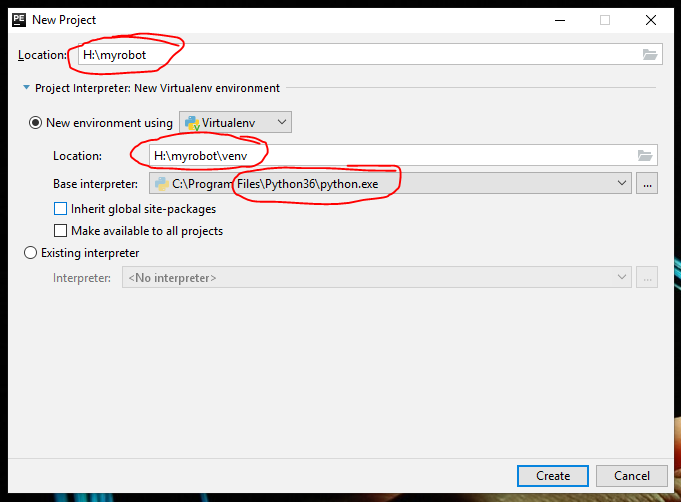 PE New Project
Location: H:\myrobot
Project Interpreter: New Virtualenv environment
New environment using Virtualenv
Location: H:\myrobot\venv
Base interpreter: C:\Program Files\Python36\python.exe ...
Inherit global site-packages
Make available to all projects
Existing interpreter
Interpreter: <No interpreter> ...
Create Cancel